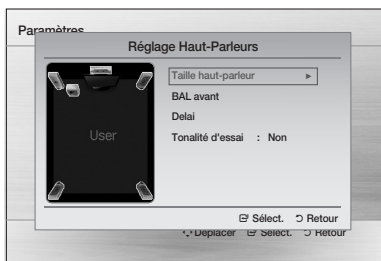 Paramètres
Réglage Haut-Parleurs
Taille haut-parleur ►
BAL avant
Delai
Tonalité d'essai : Non
User
Sélect. Retour
Déplacer Sélect. Retour